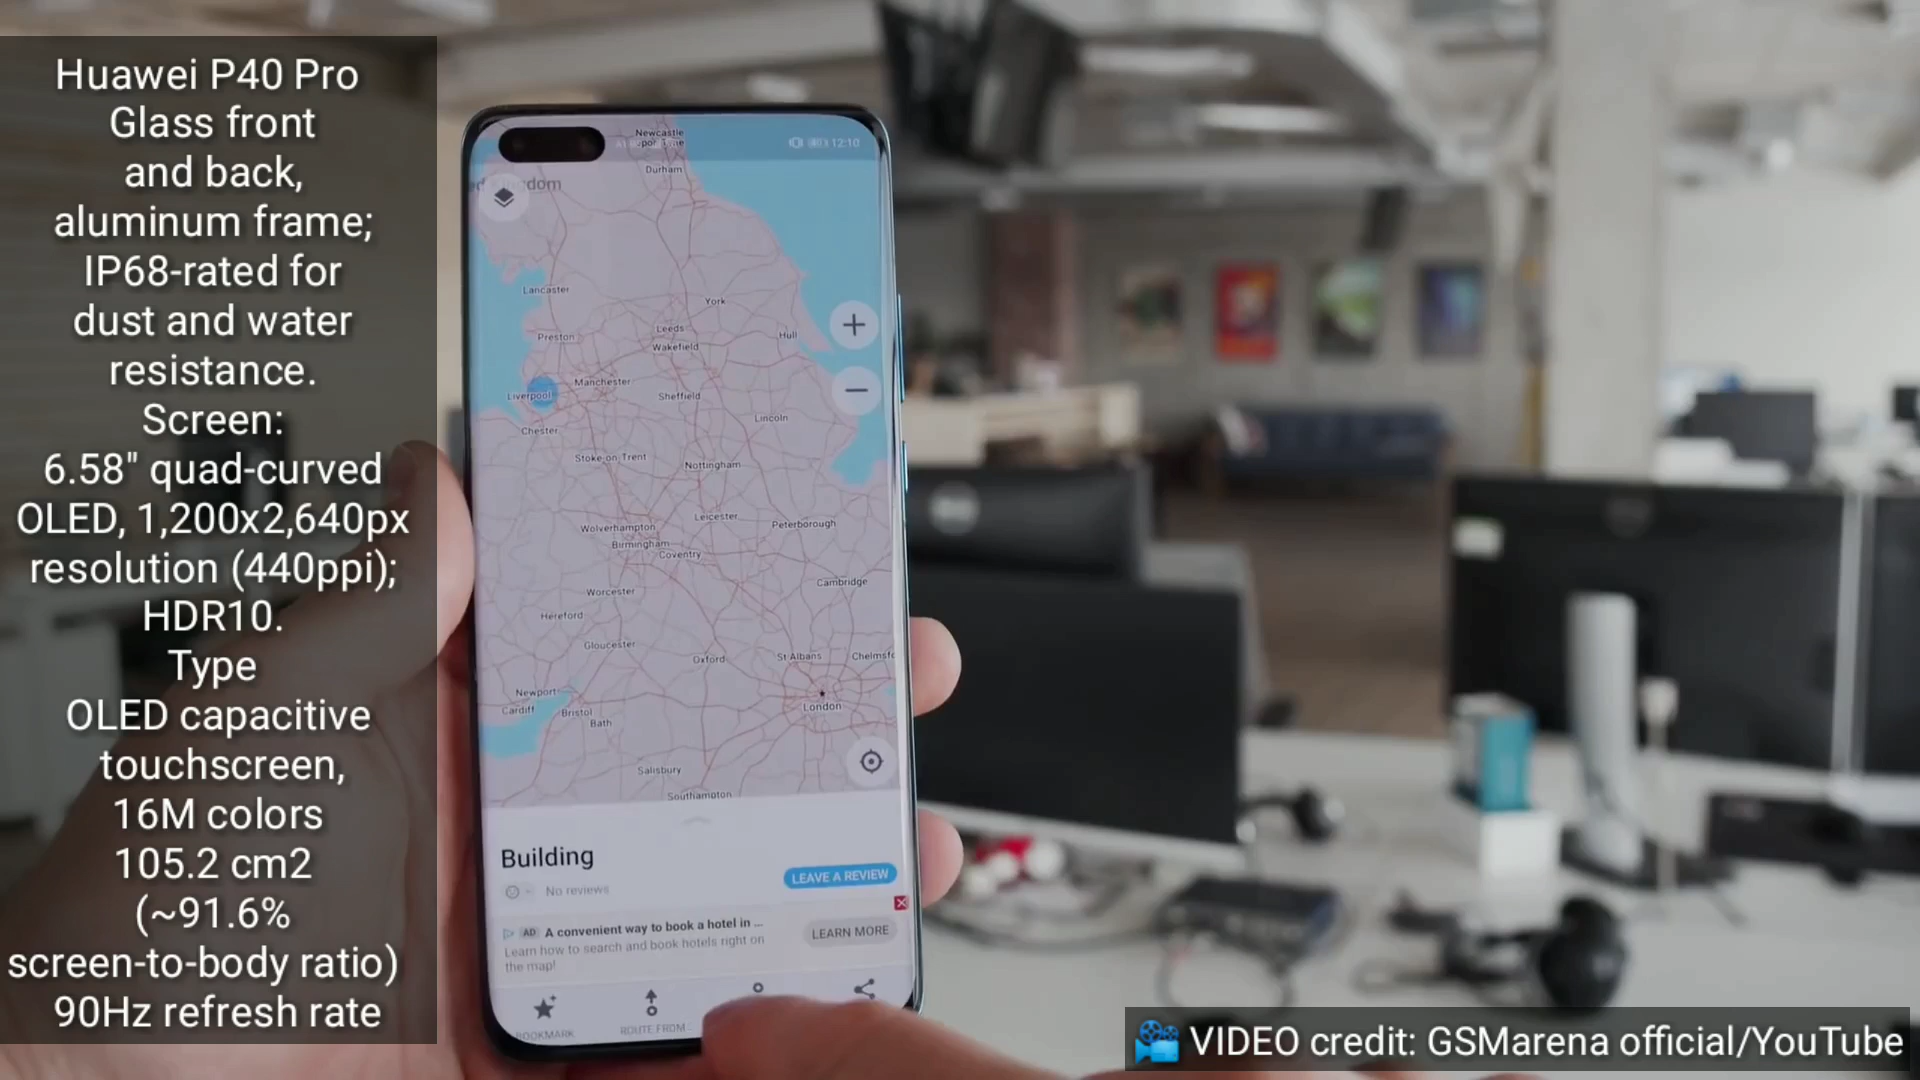 Huawei P40 Pro
Glass front
and back,
aluminum frame;
IP68-rated for
dust and water
resistance.
Screen:
6.58" quad-curved
OLED, 1,200x2,640px
resolution (440ppi);
HDR10.
Type
OLED capacitive
touchscreen,
16M colors
105.2 cm2
(~91.6%
screen-to-body ratio)
90Hz refresh rate
Newcastle
12:10
Durham
Lancaster
York
Preston
Leeds
Hull
Wakefield
Manchester
Liverpool
Sheffield
Lincoln
Chester
Stoke on Trent
Nottingham
Leicester
Wolverhampton
Peterborough
Birmingham
Coventry
Cambridge
Worcester
Hereford
Gloucester
Oxford
St Albans
Chelmsfo
Newport
Cardiff
Bristol
London
Bath
Salisbury
Southampton
Building
No reviews
LEAVE A REVIEW
AD A convenient way to book a hotel in ...
Learn how to search and book hotels right on
the map!
LEARN MORE
BOOKMARK
ROUTE FROM
VIDEO credit: GSMarena official/YouTube